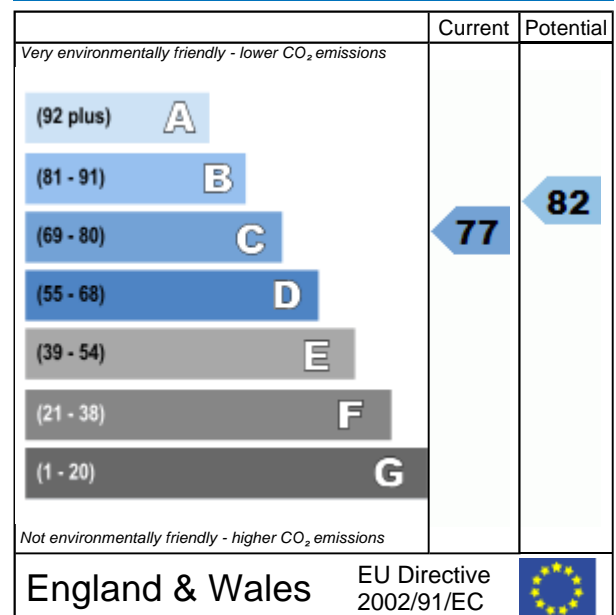 Current Potential
Very environmentally friendly - lower CO₂ emissions
(92 plus) A
(81 - 91) B
82
(69 - 80) C
77
(55 - 68) D
(39 - 54) E
(21 - 38) F
(1 - 20) G
Not environmentally friendly - higher CO₂ emissions
England & Wales
EU Directive
2002/91/EC